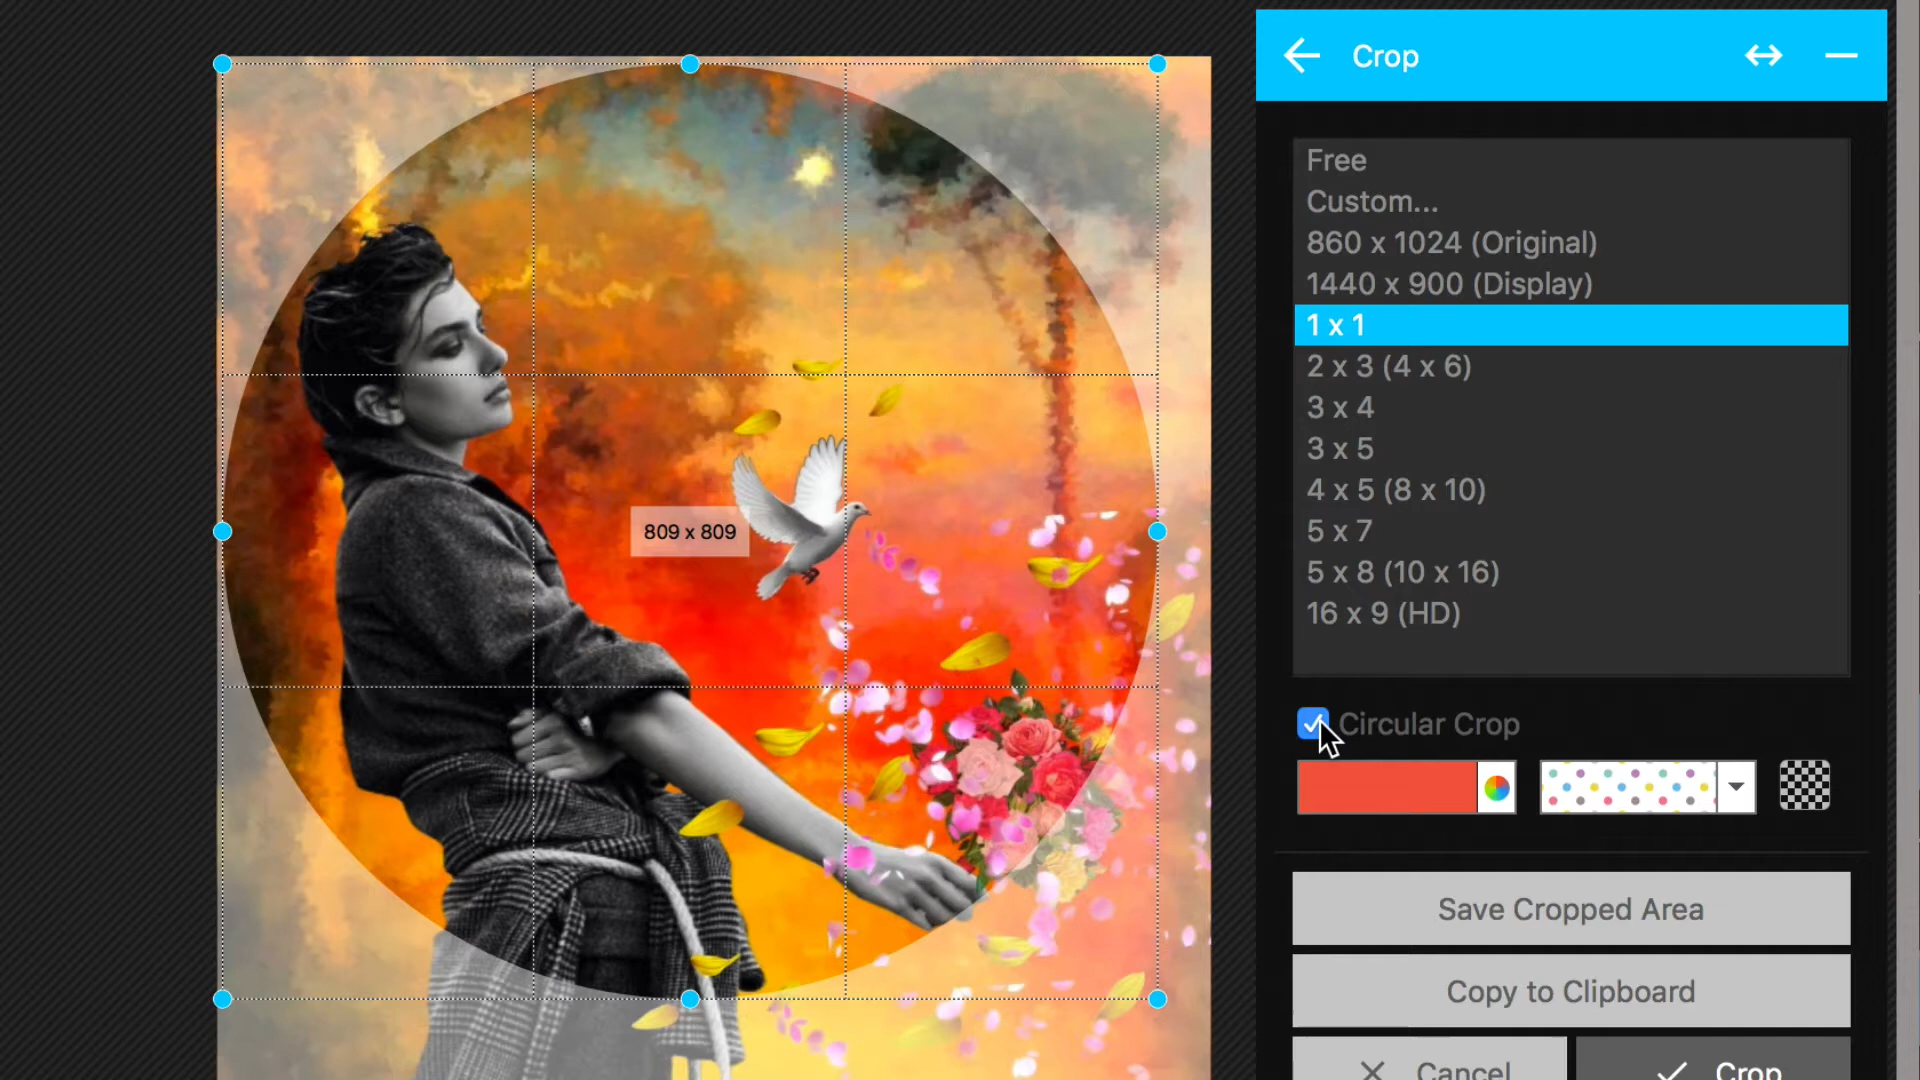 Crop
Free
Custom...
860 x 1024 (Original)
1440 x 900 (Display)
1 x 1
2 x 3 (4 x 6)
3 x 4
3 x 5
4 x 5 (8 x 10)
5 x 7
5 x 8 (10 x 16)
16 x 9 (HD)
809 x 809
Circular Crop
Save Cropped Area
Copy to Clipboard
Cancel
Crop